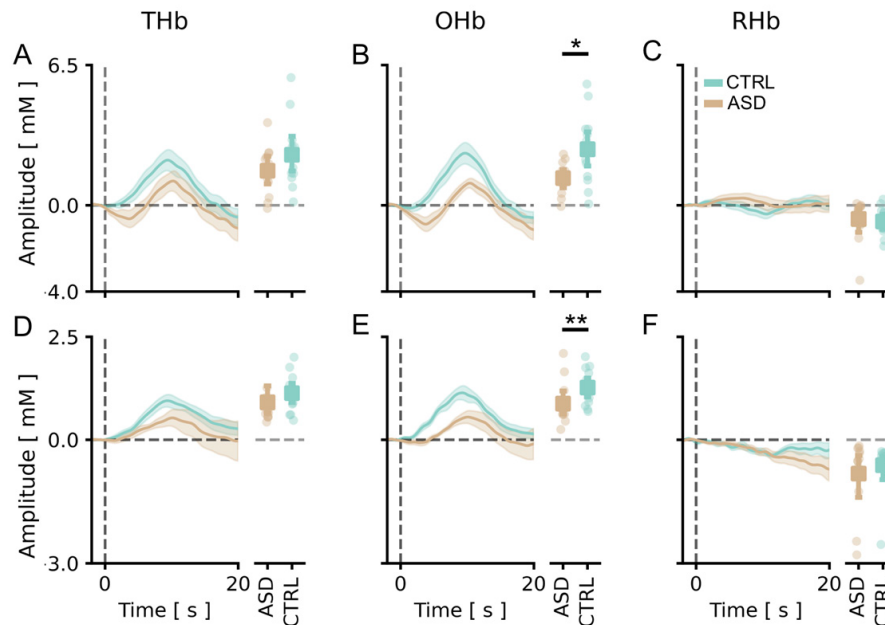 THb OHb RHb
A B C
6.5
* CTRL
ASD
Amplitude [ mM ]
0.0
-4.0
D E F
2.5
**
Amplitude [ mM ]
0.0
-3.0
0 20 0 20 0 20
Time [ s ] ASD CTRL Time [ s ] ASD CTRL Time [ s ] ASD CTRL